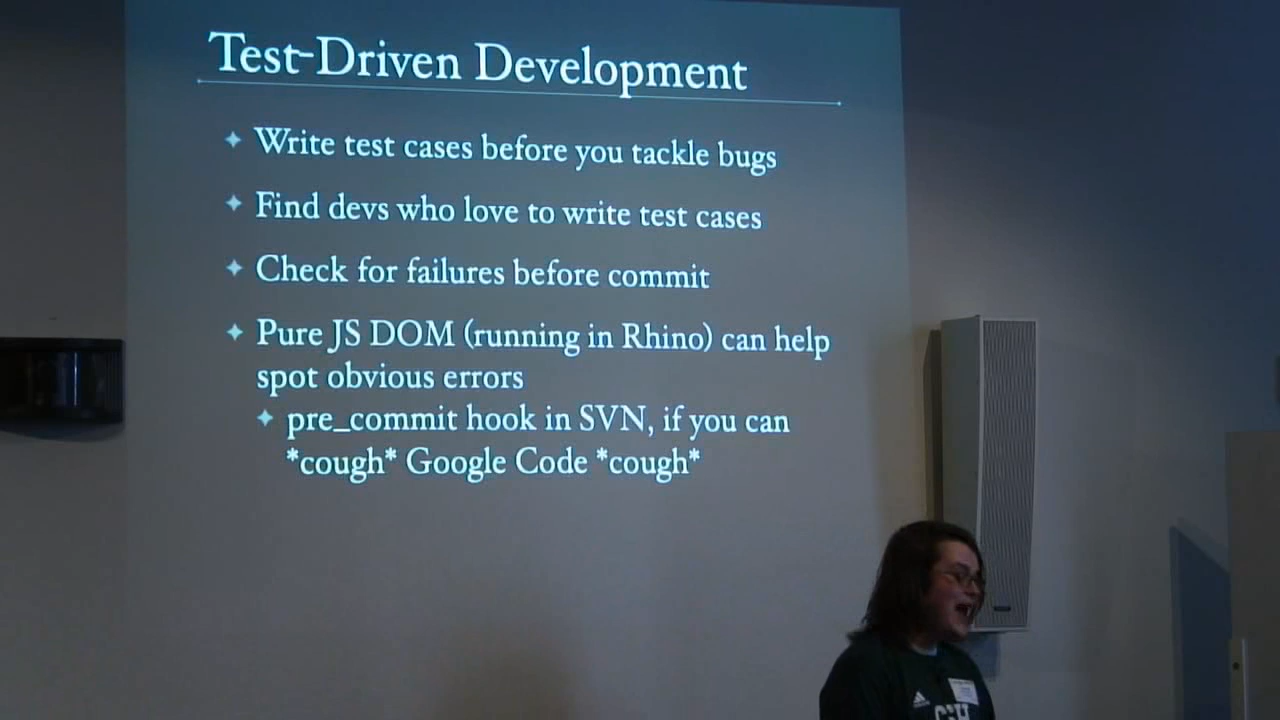 Test-Driven Development
Write test cases before you tackle bugs
Find devs who love to write test cases
Check for failures before commit
Pure JS DOM (running in Rhino) can help
spot obvious errors
pre_commit hook in SVN, if you can
*cough* Google Code *cough*